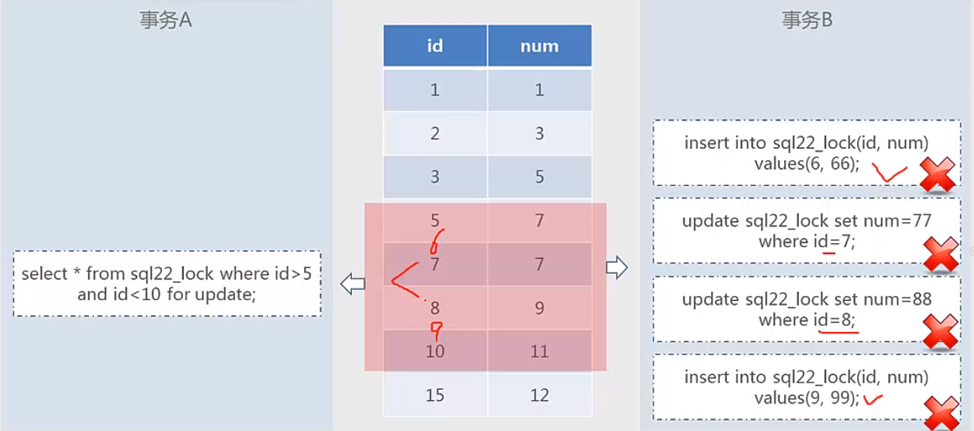 事务A
事务B
id num
1 1
2 3
3 5
5 7
6
7 7
8 9
9
10 11
15 12
select * from sql22_lock where id>5
and id<10 for update;
insert into sql22_lock(id, num)
values(6, 66);
update sql22_lock set num=77
where id=7;
update sql22_lock set num=88
where id=8;
insert into sql22_lock(id, num)
values(9, 99);